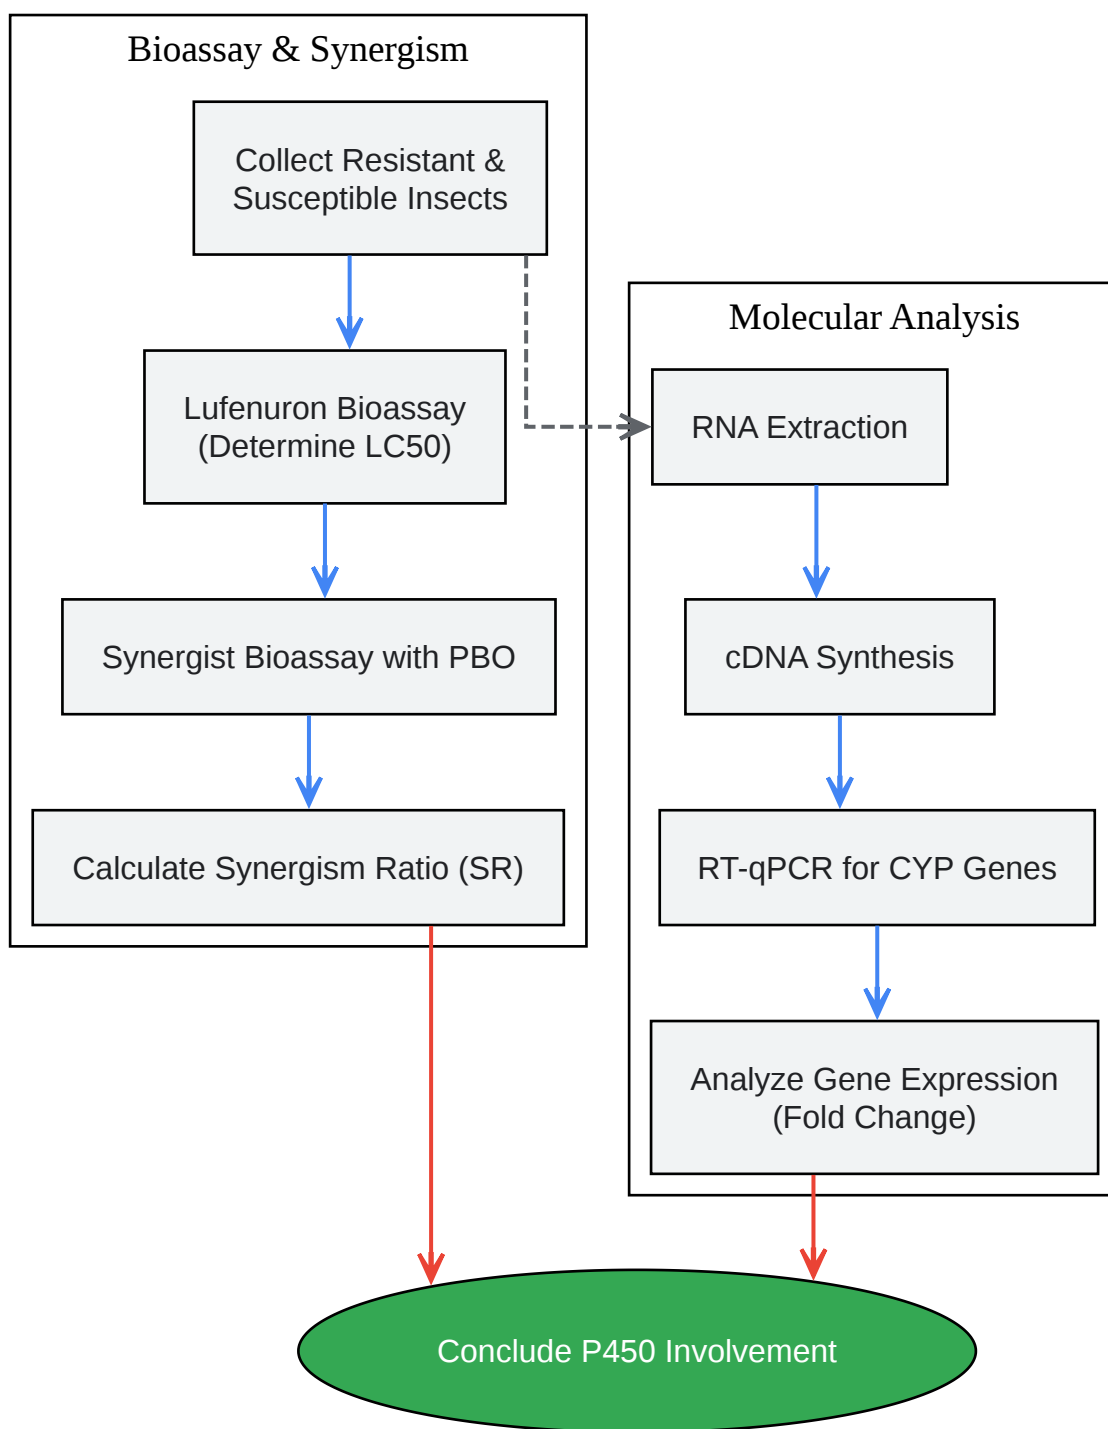 Bioassay & Synergism
Collect Resistant &
Susceptible Insects
Lufenuron Bioassay
(Determine LC50)
Synergist Bioassay with PBO
Calculate Synergism Ratio (SR)
Molecular Analysis
RNA Extraction
cDNA Synthesis
RT-qPCR for CYP Genes
Analyze Gene Expression
(Fold Change)
Conclude P450 Involvement